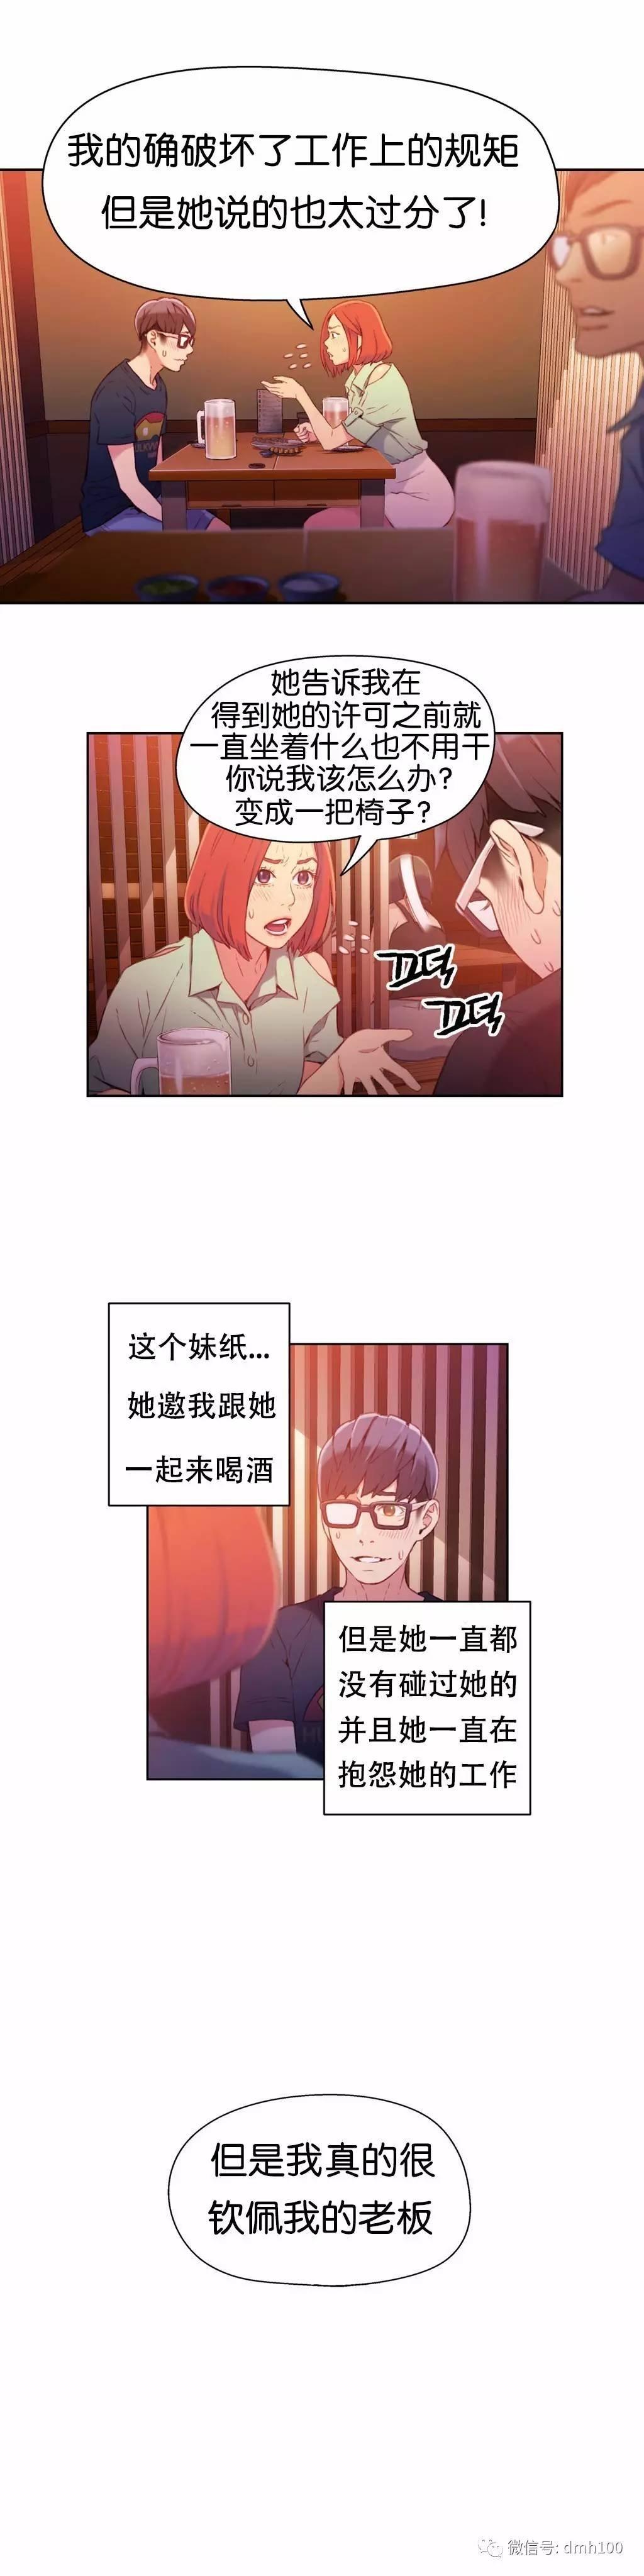 我的确破坏了工作上的规矩
但是她说的也太过分了!
她告诉我在
得到她的许可之前就
一直坐着什么也不用干
你说我该怎么办?
变成一把椅子?
끄덕
끄덕
这个妹纸...
她邀我跟她
一起来喝酒
但是她一直都
没有碰过她的
并且她一直在
抱怨她的工作
但是我真的很
钦佩我的老板
微信号: dmh100